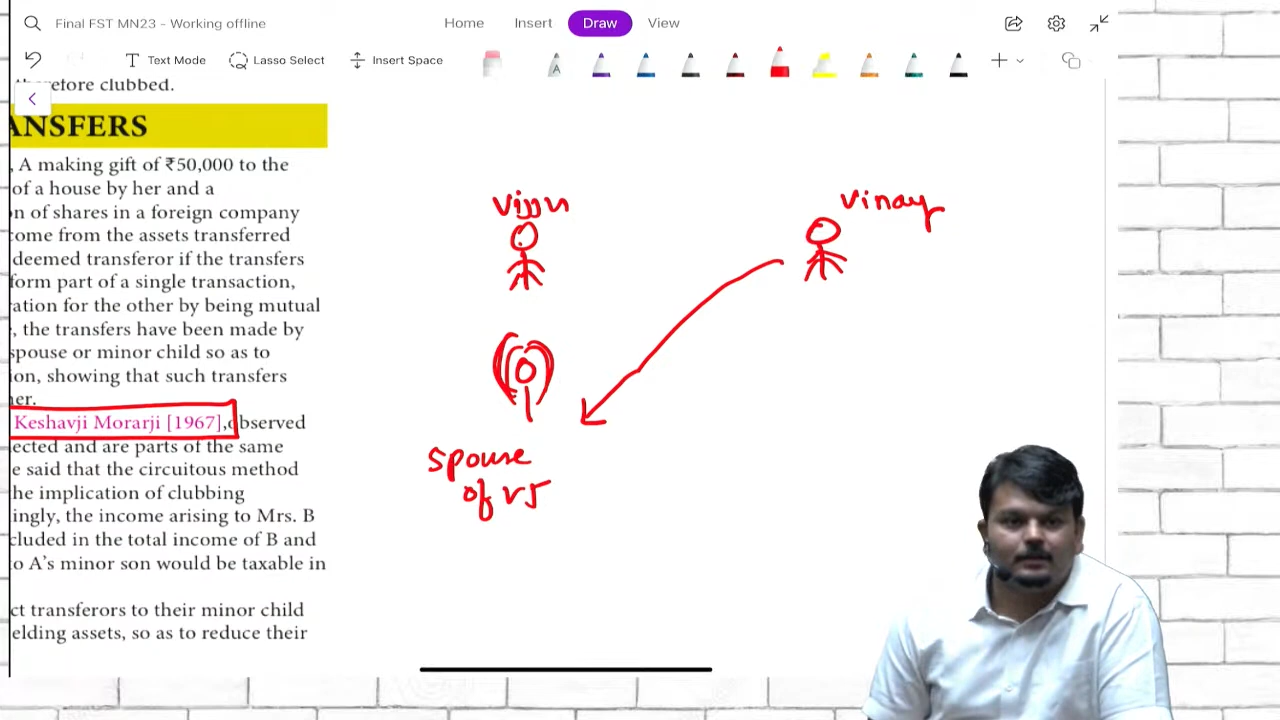 Final FST MN23 - Working offline
Home Insert Draw View
Text Mode Lasso Select Insert Space
A
therefore clubbed.
ANSFERS
, A making gift of ₹50,000 to the
of a house by her and a
n of shares in a foreign company
come from the assets transferred
deemed transferor if the transfers
form part of a single transaction,
ration for the other by being mutual
, the transfers have been made by
spouse or minor child so as to
ion, showing that such transfers
er.
Keshavji Morarji [1967],observed
ected and are parts of the same
e said that the circuitous method
he implication of clubbing
ingly, the income arising to Mrs. B
cluded in the total income of B and
o A's minor son would be taxable in
ct transferors to their minor child
elding assets, so as to reduce their
Vinay
Spouse
of VJ